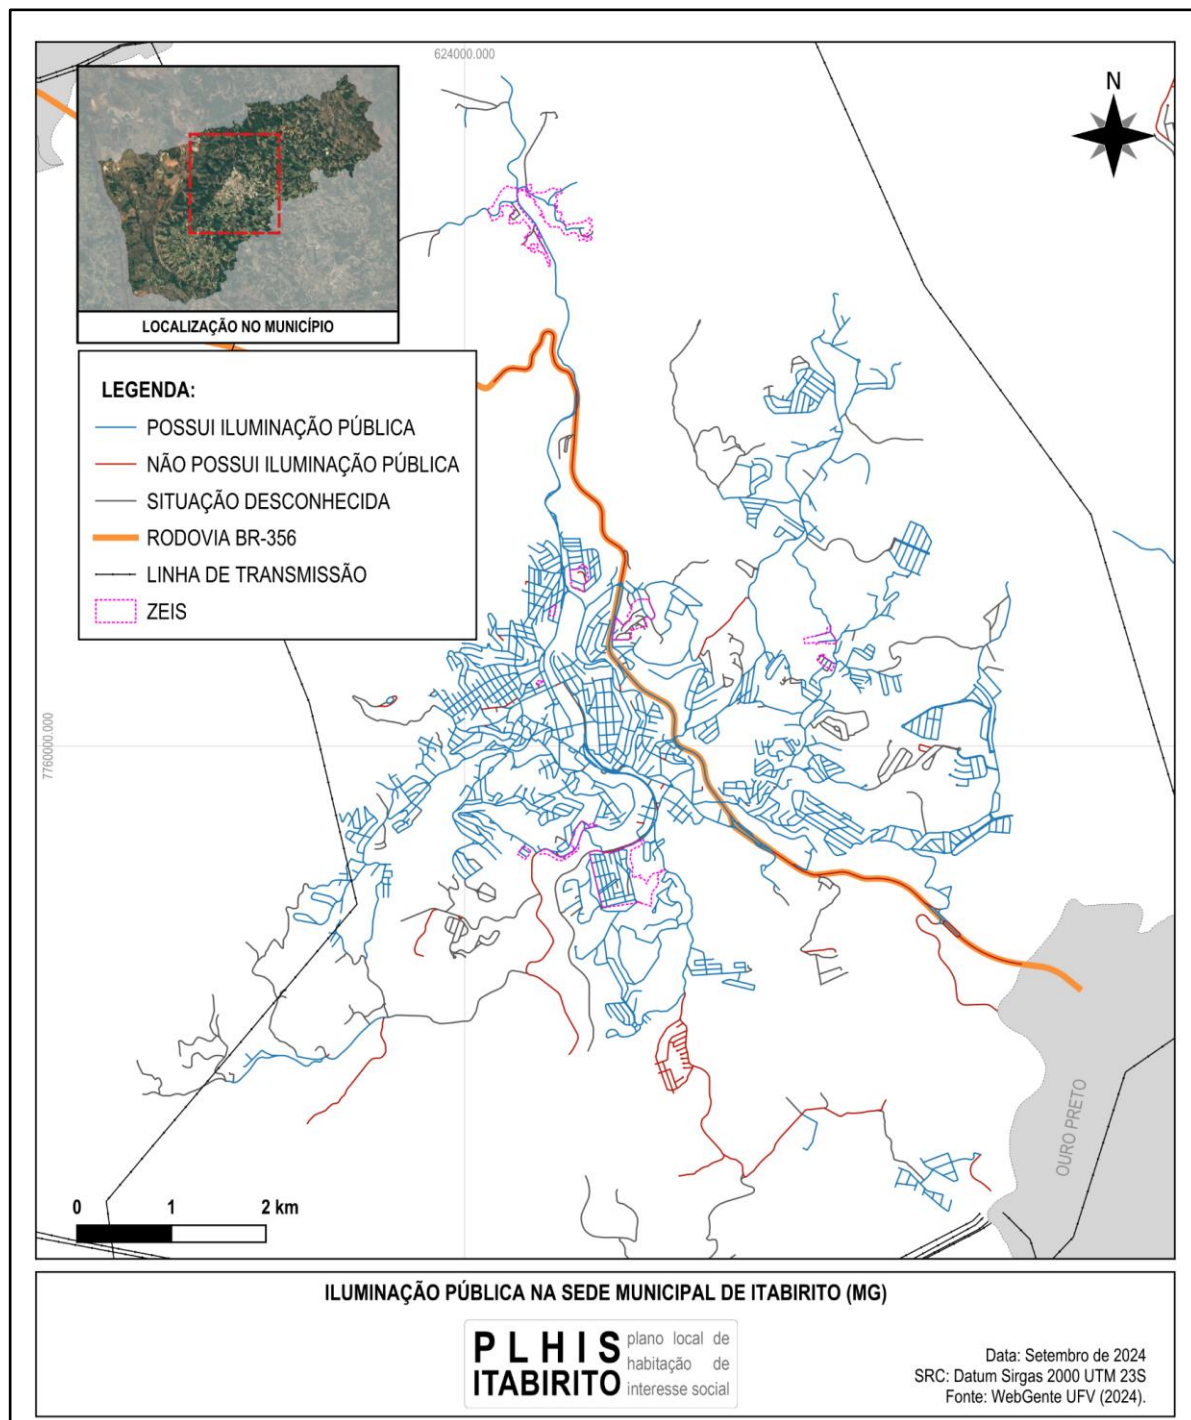 624000.000
N
LOCALIZAÇÃO NO MUNICÍPIO
LEGENDA:
POSSUI ILUMINAÇÃO PÚBLICA
NÃO POSSUI ILUMINAÇÃO PÚBLICA
SITUAÇÃO DESCONHECIDA
RODOVIA BR-356
LINHA DE TRANSMISSÃO
ZEIS
7760000.000
OURO PRETO
0 1 2 km
ILUMINAÇÃO PÚBLICA NA SEDE MUNICIPAL DE ITABIRITO (MG)
PLHIS
ITABIRITO
plano local de
habitação de
interesse social
Data: Setembro de 2024
SRC: Datum Sirgas 2000 UTM 23S
Fonte: WebGente UFV (2024).